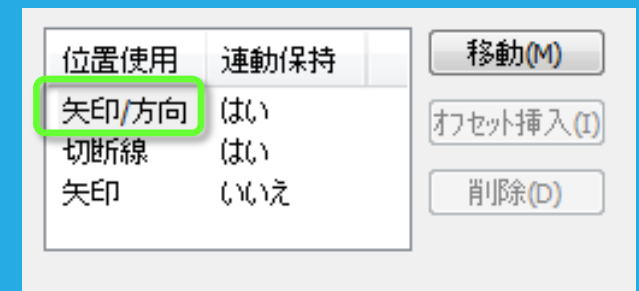 位置使用 連動保持
矢印/方向 はい
切断線 はい
矢印 いいえ
移動(M)
オフセット挿入(I)
削除(D)